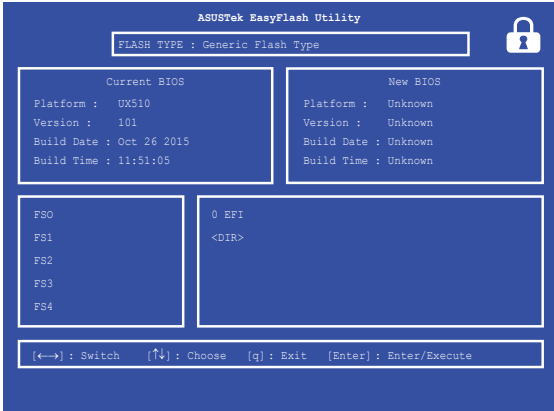 ASUSTek EasyFlash Utility
FLASH TYPE : Generic Flash Type
Current BIOS
Platform : UX510
Version : 101
Build Date : Oct 26 2015
Build Time : 11:51:05
New BIOS
Platform : Unknown
Version : Unknown
Build Date : Unknown
Build Time : Unknown
FSO
FS1
FS2
FS3
FS4
0 EFI
<DIR>
[←→] : Switch [↑↓] : Choose [q] : Exit [Enter] : Enter/Execute